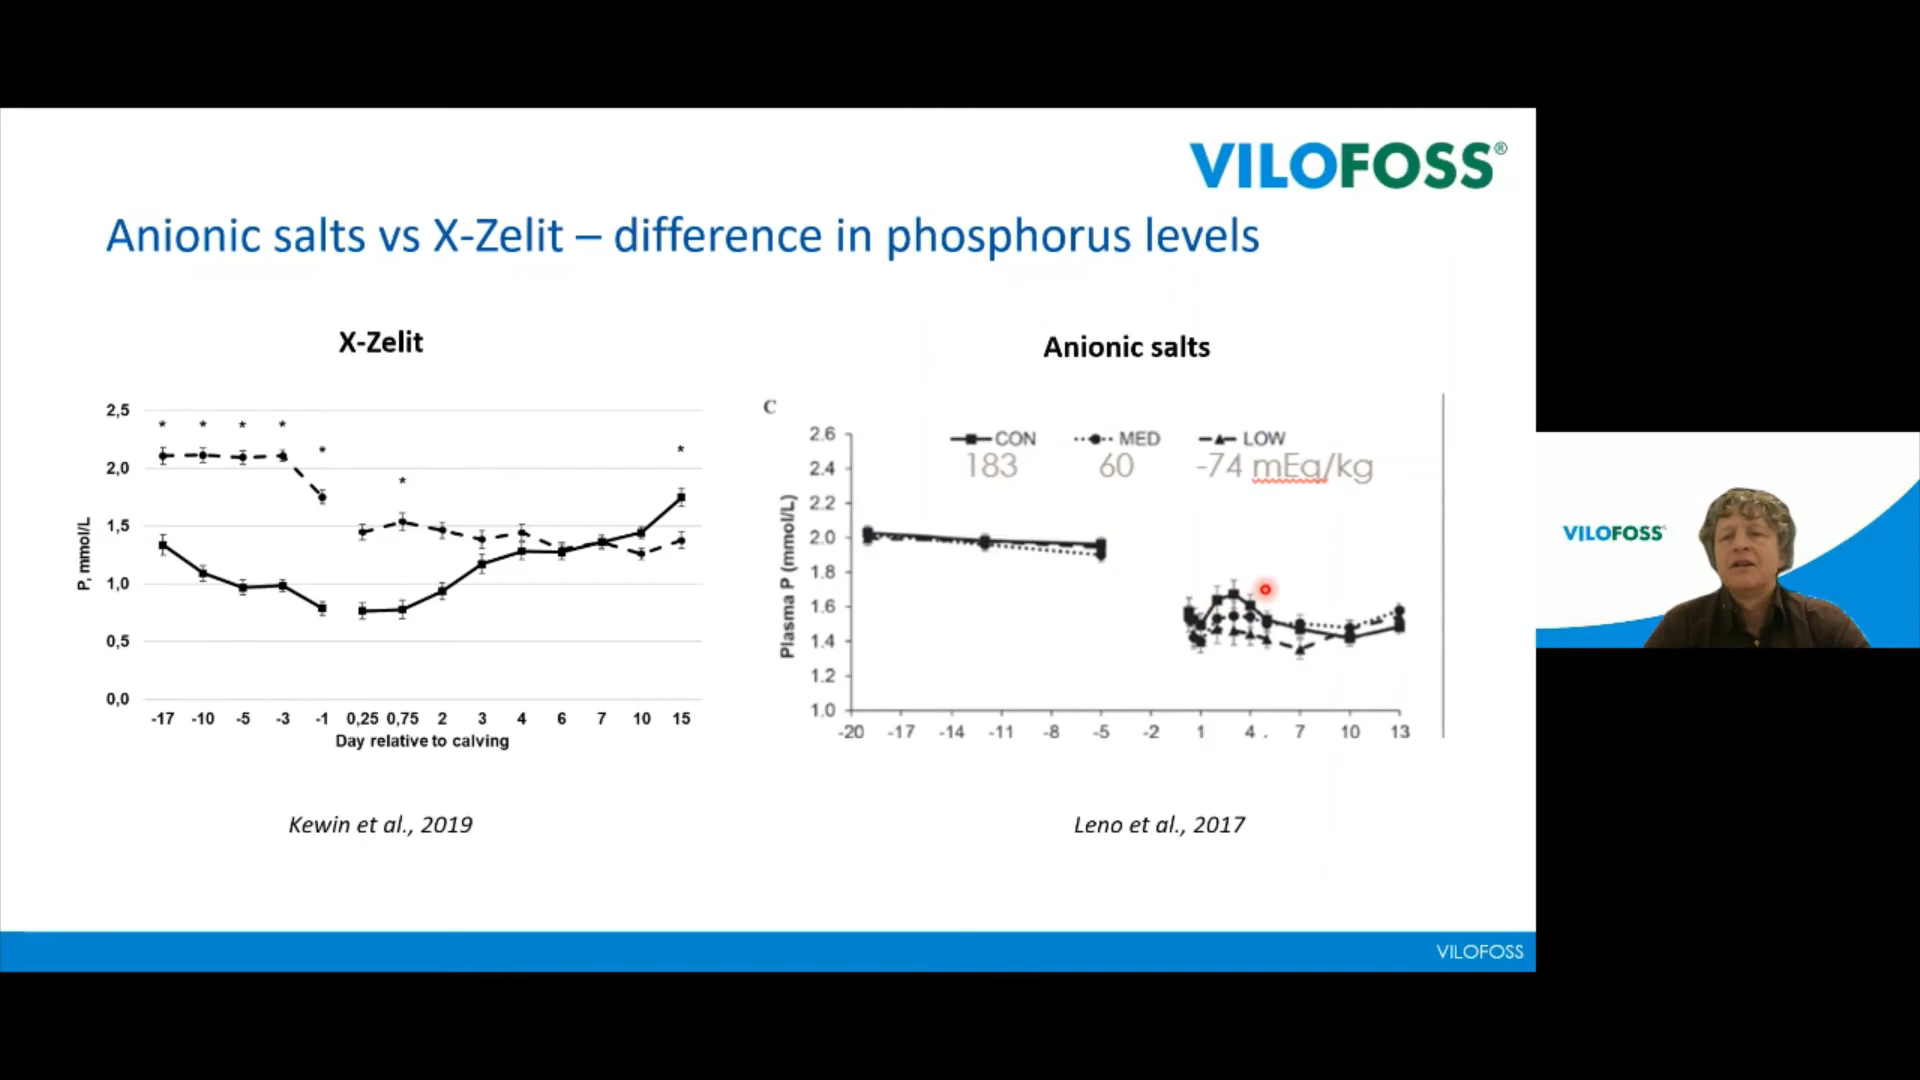 VILOFOSS®
Anionic salts vs X-Zelit – difference in phosphorus levels
X-Zelit
2,5
2,0
1,5
1,0
0,5
0,0
P, mmol/L
* * * * * * *
-17 -10 -5 -3 -1 0,25 0,75 2 3 4 6 7 10 15
Day relative to calving
Kewin et al., 2019
Anionic salts
C
CON MED LOW
183 60 -74 mEq/kg
2.6
2.4
2.2
2.0
1.8
1.6
1.4
1.2
1.0
Plasma P (mmol/L)
-20 -17 -14 -11 -8 -5 -2 1 4 . 7 10 13
Leno et al., 2017
VILOFOSS
VILOFOSS®